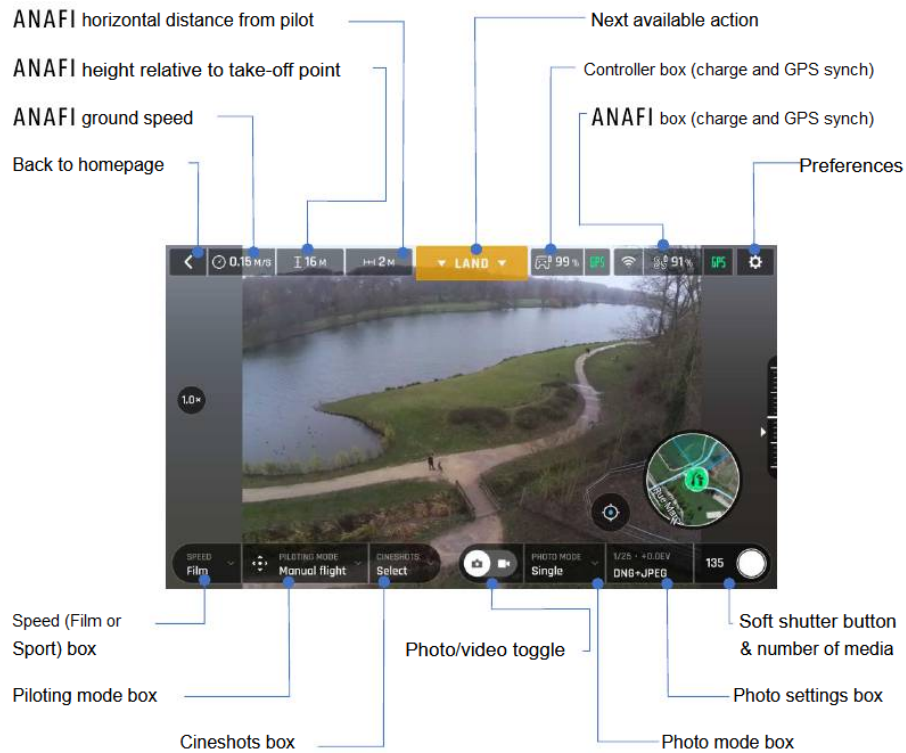 ANAFI horizontal distance from pilot
Next available action
ANAFI height relative to take-off point
Controller box (charge and GPS synch)
ANAFI ground speed
ANAFI box (charge and GPS synch)
Back to homepage
Preferences
0.15 M/S
16 M
2 M
LAND
99 %
GPS
91 %
GPS
1.0×
Rue Marq
SPEED
Film
PILOTING MODE
Manual flight
CINESHOTS
Select
PHOTO MODE
Single
1/25 • +0.0EV
DNG+JPEG
135
Speed (Film or
Sport) box
Photo/video toggle
Soft shutter button
& number of media
Piloting mode box
Photo settings box
Cineshots box
Photo mode box